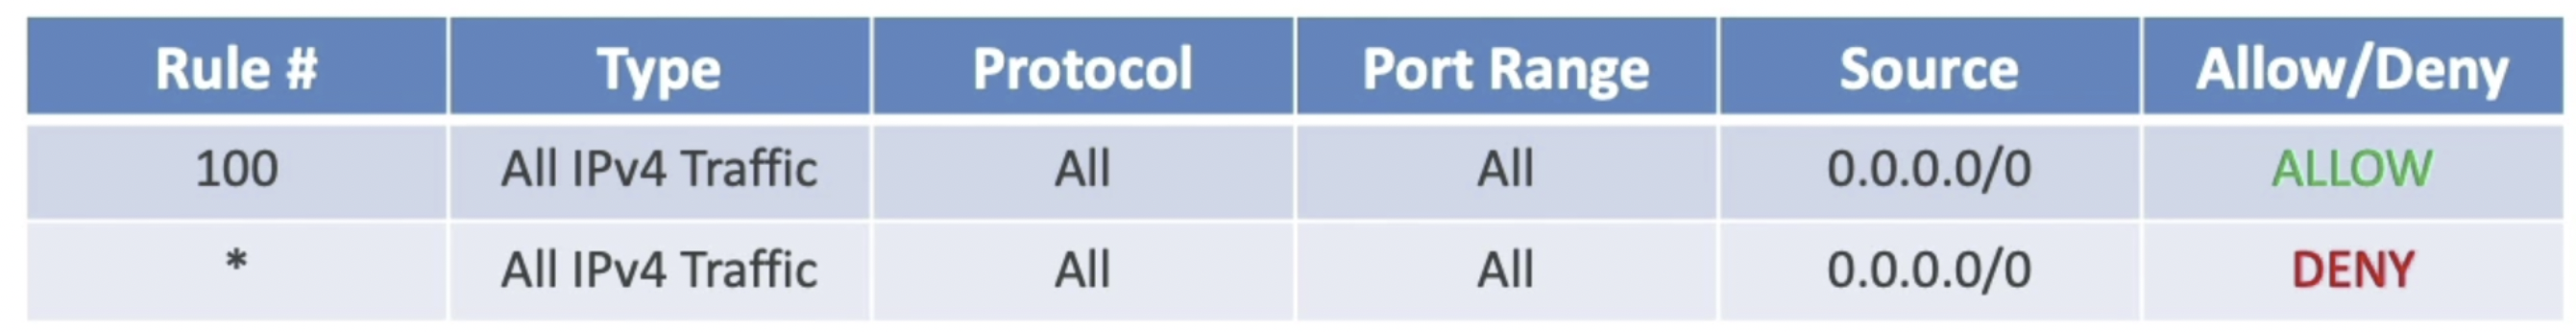 Rule # Type Protocol Port Range Source Allow/Deny
100 All IPv4 Traffic All All 0.0.0.0/0 ALLOW
* All IPv4 Traffic All All 0.0.0.0/0 DENY